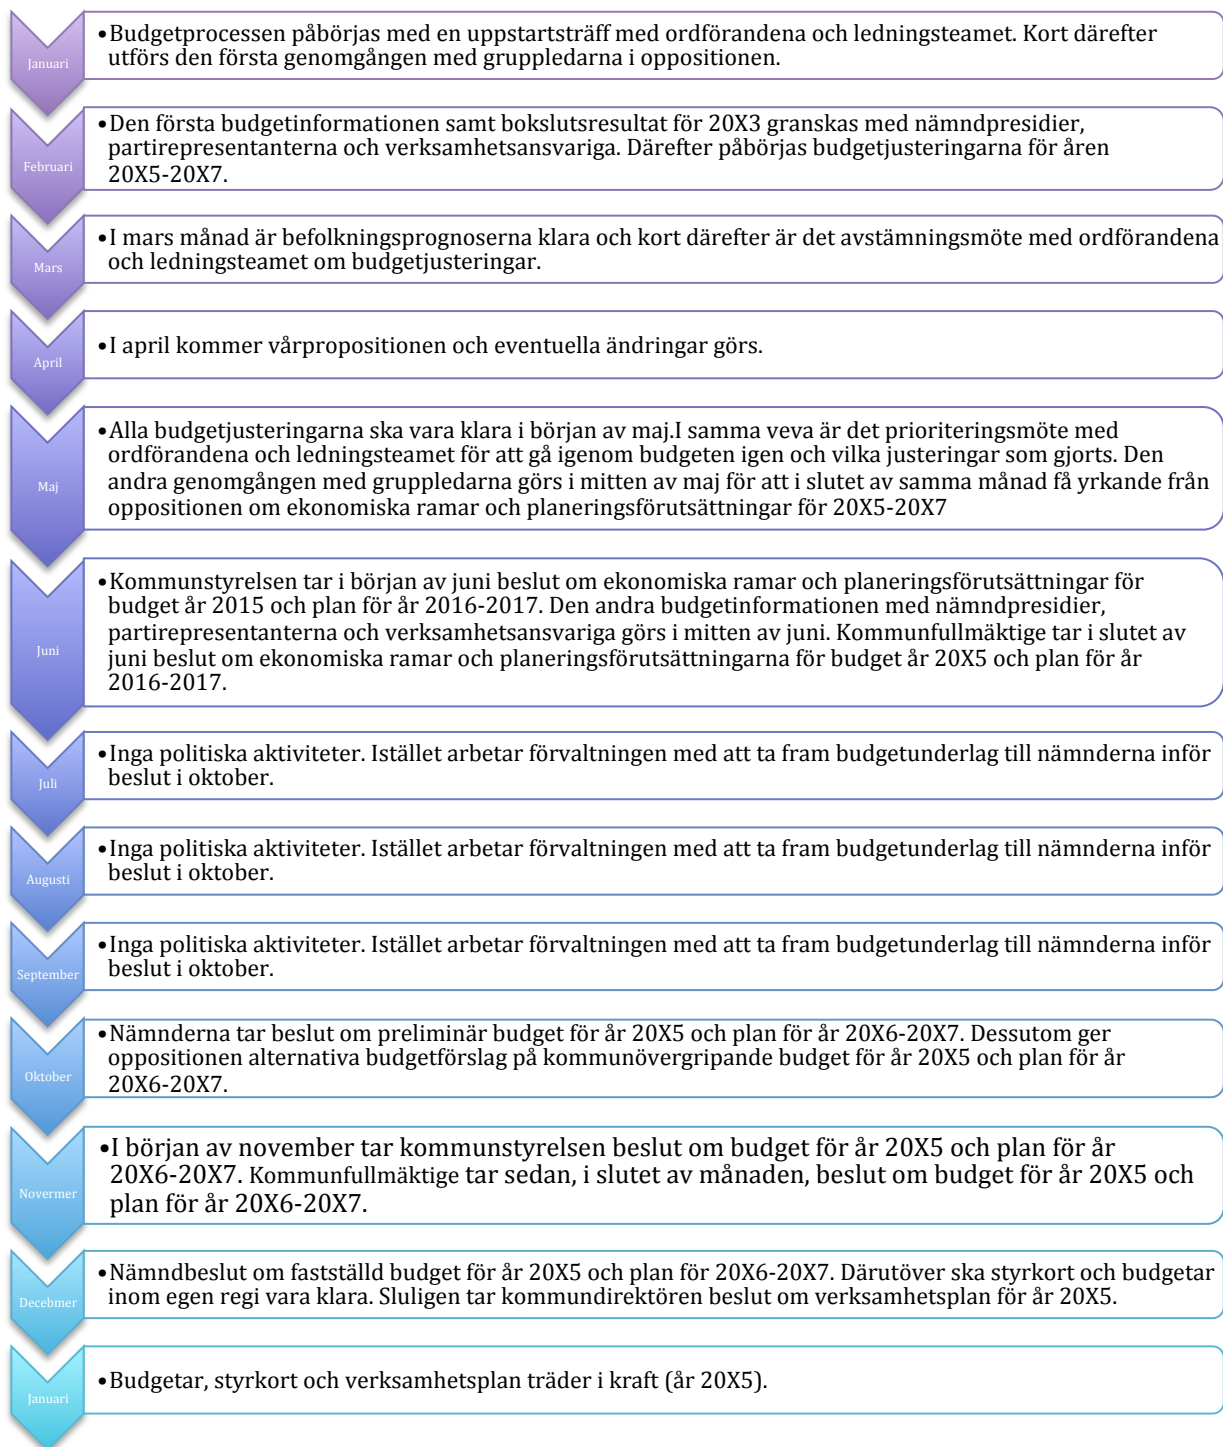 Januari
•Budgetprocessen påbörjas med en uppstartsträff med ordförandena och ledningsteamet. Kort därefter
utförs den första genomgången med gruppledarna i oppositionen.
Februari
•Den första budgetinformationen samt bokslutsresultat för 20X3 granskas med nämndpresidier,
partirepresentanterna och verksamhetsansvariga. Därefter påbörjas budgetjusteringarna för åren
20X5-20X7.
Mars
•I mars månad är befolkningsprognoserna klara och kort därefter är det avstämningsmöte med ordförandena
och ledningsteamet om budgetjusteringar.
April
•I april kommer vårpropositionen och eventuella ändringar görs.
Maj
•Alla budgetjusteringarna ska vara klara i början av maj.I samma veva är det prioriteringsmöte med
ordförandena och ledningsteamet för att gå igenom budgeten igen och vilka justeringar som gjorts. Den
andra genomgången med gruppledarna görs i mitten av maj för att i slutet av samma månad få yrkande från
oppositionen om ekonomiska ramar och planeringsförutsättningar för 20X5-20X7
Juni
•Kommunstyrelsen tar i början av juni beslut om ekonomiska ramar och planeringsförutsättningar för
budget år 2015 och plan för år 2016-2017. Den andra budgetinformationen med nämndpresidier,
partirepresentanterna och verksamhetsansvariga görs i mitten av juni. Kommunfullmäktige tar i slutet av
juni beslut om ekonomiska ramar och planeringsförutsättningarna för budget år 20X5 och plan för år
2016-2017.
Juli
•Inga politiska aktiviteter. Istället arbetar förvaltningen med att ta fram budgetunderlag till nämnderna inför
beslut i oktober.
Augusti
•Inga politiska aktiviteter. Istället arbetar förvaltningen med att ta fram budgetunderlag till nämnderna inför
beslut i oktober.
September
•Inga politiska aktiviteter. Istället arbetar förvaltningen med att ta fram budgetunderlag till nämnderna inför
beslut i oktober.
Oktober
•Nämnderna tar beslut om preliminär budget för år 20X5 och plan för år 20X6-20X7. Dessutom ger
oppositionen alternativa budgetförslag på kommunövergripande budget för år 20X5 och plan för år
20X6-20X7.
Novermer
•I början av november tar kommunstyrelsen beslut om budget för år 20X5 och plan för år
20X6-20X7. Kommunfullmäktige tar sedan, i slutet av månaden, beslut om budget för år 20X5 och
plan för år 20X6-20X7.
Decebmer
•Nämndbeslut om fastställd budget för år 20X5 och plan för 20X6-20X7. Därutöver ska styrkort och budgetar
inom egen regi vara klara. Sluligen tar kommundirektören beslut om verksamhetsplan för år 20X5.
Januari
•Budgetar, styrkort och verksamhetsplan träder i kraft (år 20X5).